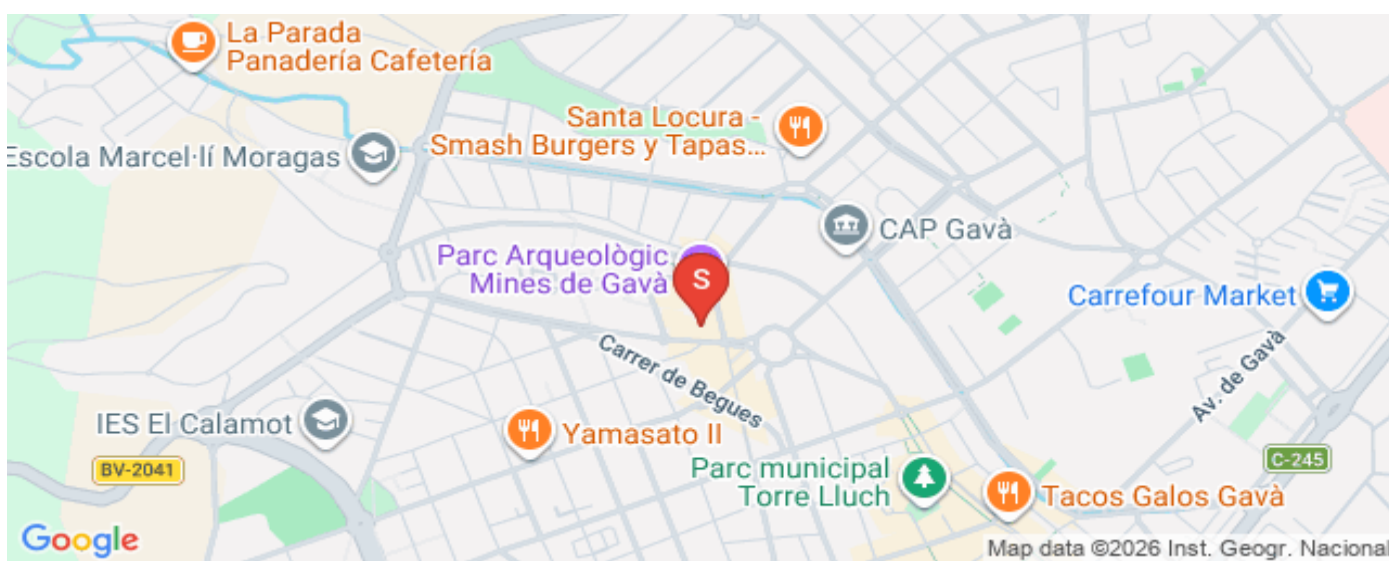 La Parada
Panadería Cafetería
Santa Locura -
Smash Burgers y Tapas...
Escola Marcel·lí Moragas
CAP Gavà
Parc Arqueològic
Mines de Gavà
S
Carrefour Market
Carrer de Begues
Av. de Gavà
IES El Calamot
Yamasato II
BV-2041
C-245
Parc municipal
Torre Lluch
Tacos Galos Gavà
Google
Map data ©2026 Inst. Geogr. Nacional